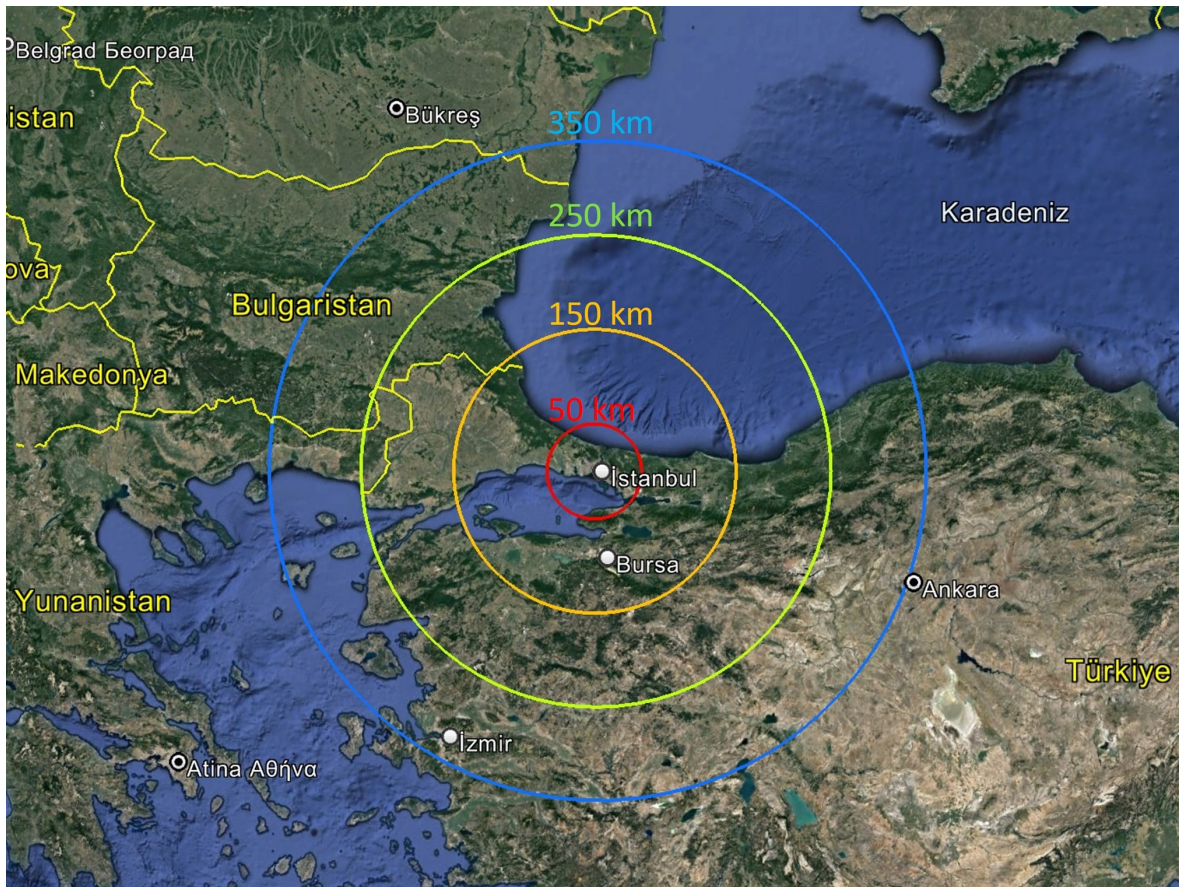 Belgrad Београд
istan
Bükreş
350 km
250 km
Karadeniz
ova
Bulgaristan
150 km
Makedonya
50 km
İstanbul
Bursa
Ankara
Yunanistan
Türkiye
İzmir
Atina Αθήνα